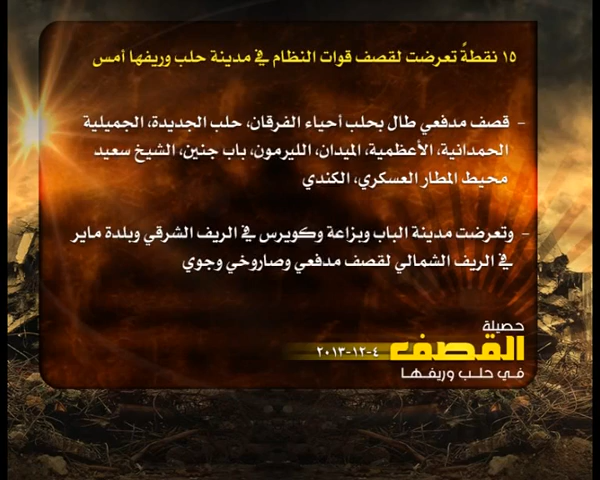 ١٥ نقطةً تعرضت لقصف قوات النظام في مدينة حلب وريفها أمس
- قصف مدفعي طال بحلب أحياء الفرقان، حلب الجديدة، الجميلية
الحمدانية، الأعظمية، الميدان، الليرمون، باب جنين، الشيخ سعيد
محيط المطار العسكري، الكندي
- وتعرضت مدينة الباب وبزاعة وكويرس في الريف الشرقي وبلدة ماير
في الريف الشمالي لقصف مدفعي وصاروخي وجوي
حصيلة
القصف ٤-١٢-٢٠١٣
في حلب وريفها